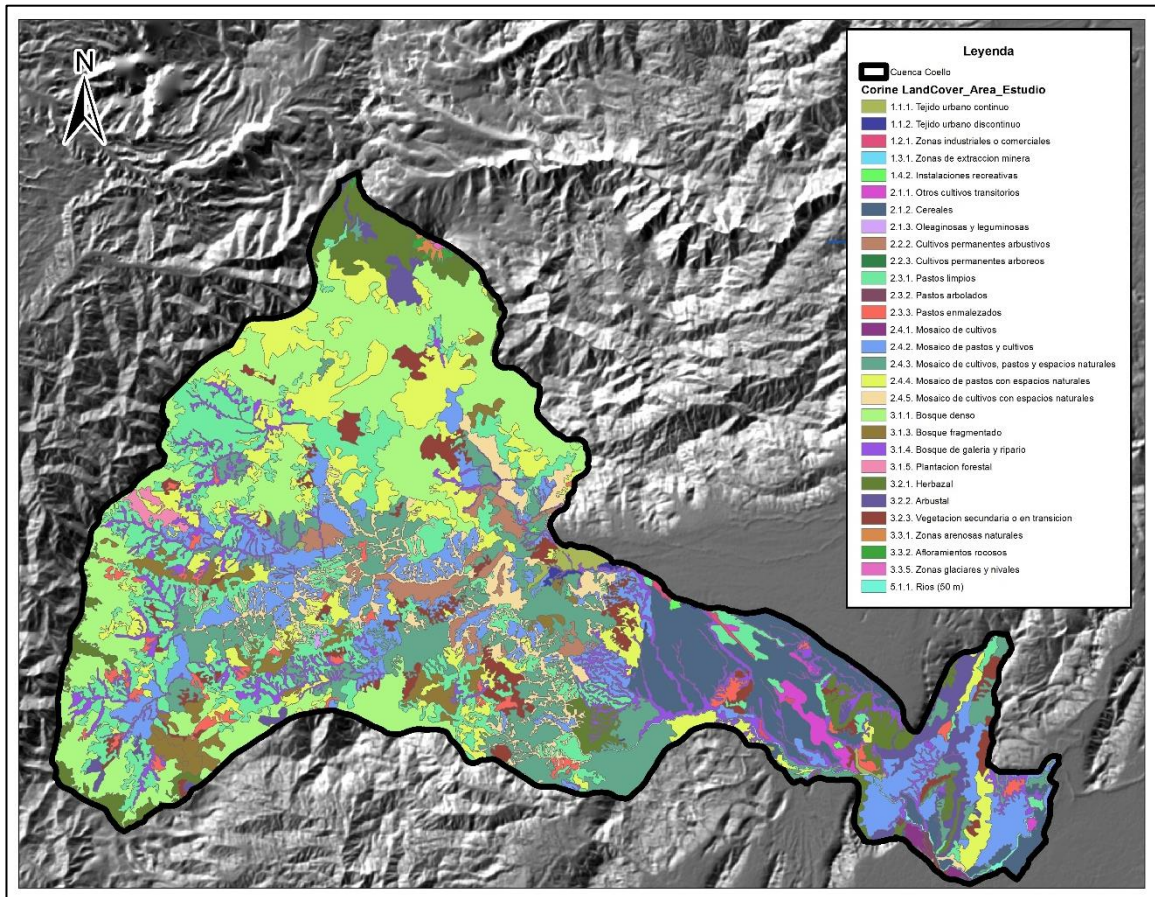 N
Leyenda
Cuenca Coello
Corine LandCover_Area_Estudio
1.1.1. Tejido urbano continuo
1.1.2. Tejido urbano discontinuo
1.2.1. Zonas industriales o comerciales
1.3.1. Zonas de extraccion minera
1.4.2. Instalaciones recreativas
2.1.1. Otros cultivos transitorios
2.1.2. Cereales
2.1.3. Oleaginosas y leguminosas
2.2.2. Cultivos permanentes arbustivos
2.2.3. Cultivos permanentes arboreos
2.3.1. Pastos limpios
2.3.2. Pastos arbolados
2.3.3. Pastos enmalezados
2.4.1. Mosaico de cultivos
2.4.2. Mosaico de pastos y cultivos
2.4.3. Mosaico de cultivos, pastos y espacios naturales
2.4.4. Mosaico de pastos con espacios naturales
2.4.5. Mosaico de cultivos con espacios naturales
3.1.1. Bosque denso
3.1.3. Bosque fragmentado
3.1.4. Bosque de galeria y ripario
3.1.5. Plantacion forestal
3.2.1. Herbazal
3.2.2. Arbustal
3.2.3. Vegetacion secundaria o en transicion
3.3.1. Zonas arenosas naturales
3.3.2. Afloramientos rocosos
3.3.5. Zonas glaciares y nivales
5.1.1. Rios (50 m)